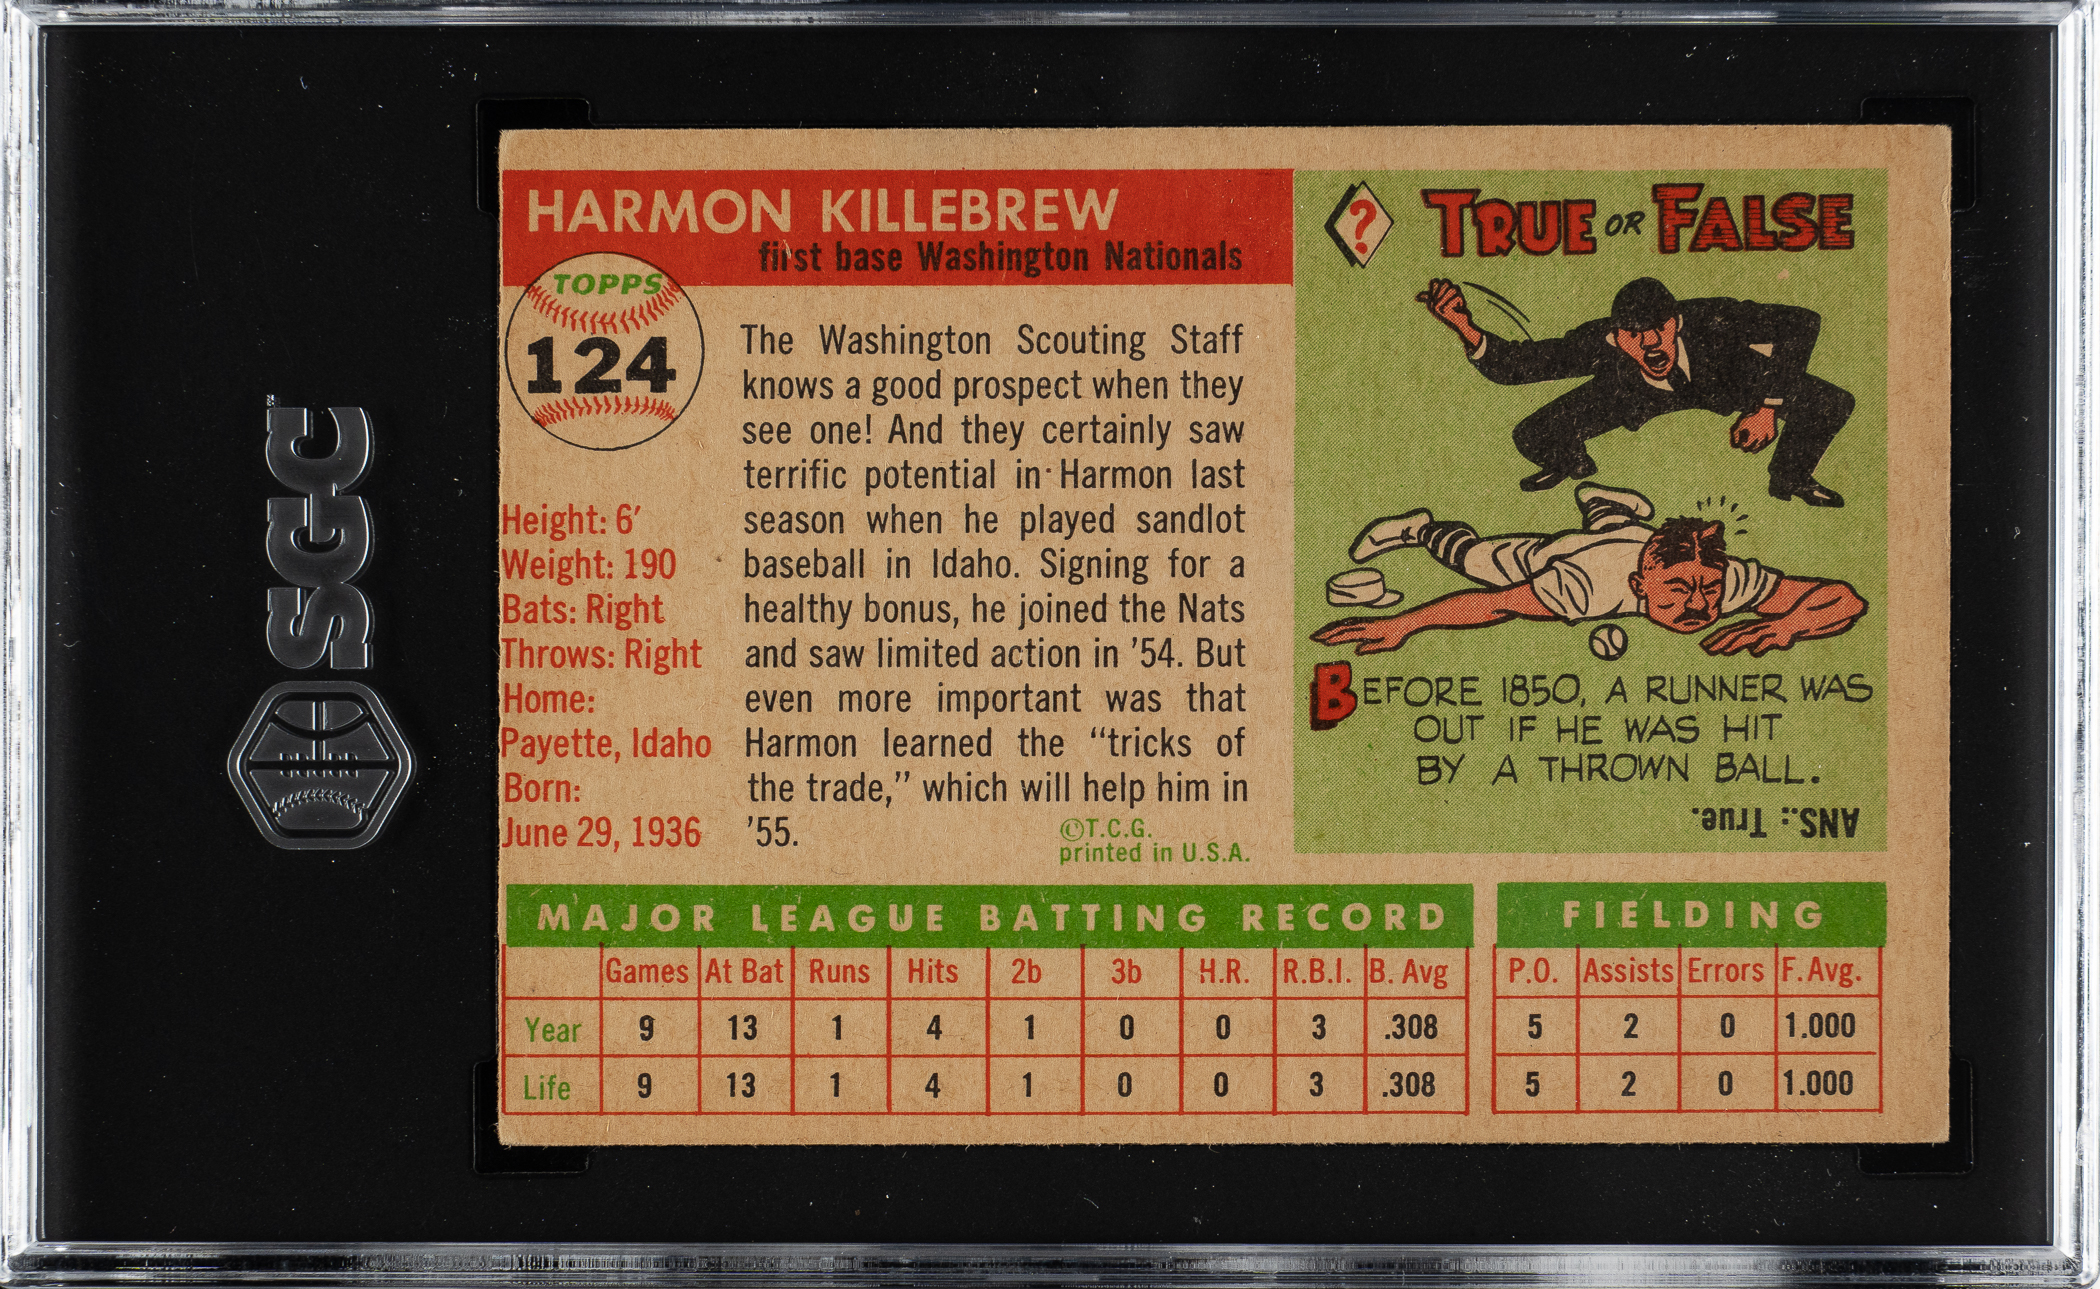 HARMON KILLEBREW
first base Washington Nationals
TOPPS
124
The Washington Scouting Staff
knows a good prospect when they
see one! And they certainly saw
terrific potential in Harmon last
season when he played sandlot
baseball in Idaho. Signing for a
healthy bonus, he joined the Nats
and saw limited action in '54. But
even more important was that
Harmon learned the "tricks of
the trade," which will help him in
'55.
©T.C.G.
printed in U.S.A.
Height: 6'
Weight: 190
Bats: Right
Throws: Right
Home:
Payette, Idaho
Born:
June 29, 1936
? TRUE OR FALSE
BEFORE 1850, A RUNNER WAS
OUT IF HE WAS HIT
BY A THROWN BALL.
ANS.: True.
MAJOR LEAGUE BATTING RECORD
Games At Bat Runs Hits 2b 3b H.R. R.B.I. B. Avg
Year 9 13 1 4 1 0 0 3 .308
Life 9 13 1 4 1 0 0 3 .308
FIELDING
P.O. Assists Errors F. Avg.
5 2 0 1.000
5 2 0 1.000
SGC